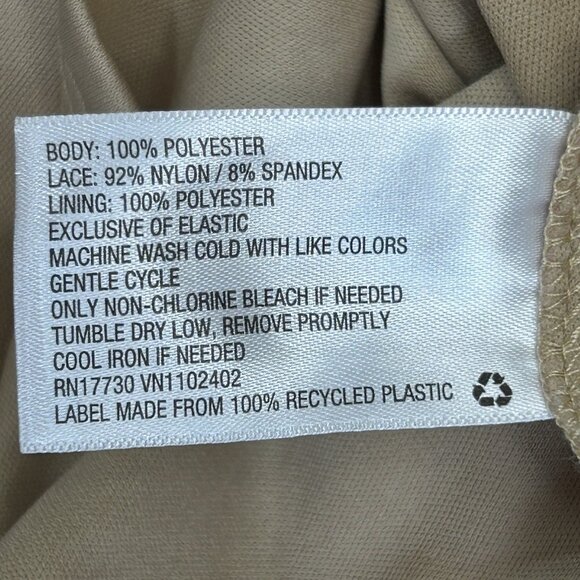 BODY: 100% POLYESTER
LACE: 92% NYLON / 8% SPANDEX
LINING: 100% POLYESTER
EXCLUSIVE OF ELASTIC
MACHINE WASH COLD WITH LIKE COLORS
GENTLE CYCLE
ONLY NON-CHLORINE BLEACH IF NEEDED
TUMBLE DRY LOW, REMOVE PROMPTLY
COOL IRON IF NEEDED
RN17730 VN1102402
LABEL MADE FROM 100% RECYCLED PLASTIC